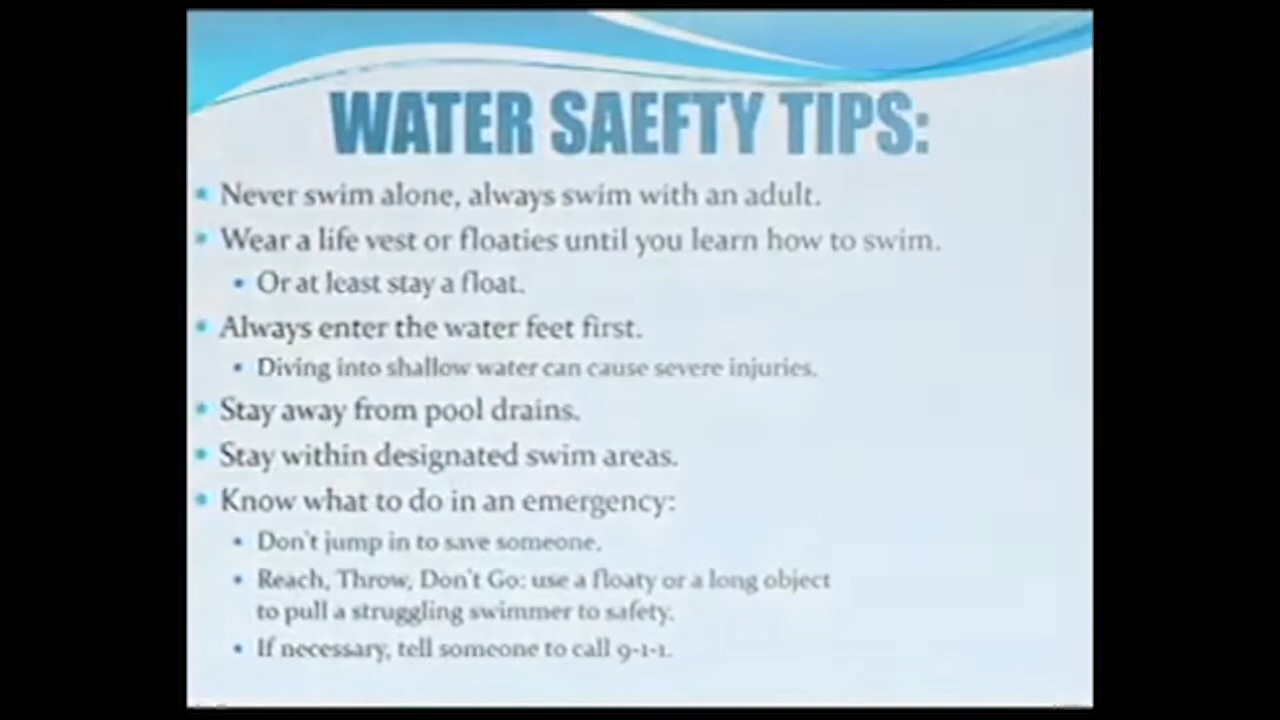 WATER SAEFTY TIPS:
Never swim alone, always swim with an adult.
Wear a life vest or floaties until you learn how to swim.
Or at least stay a float.
Always enter the water feet first.
Diving into shallow water can cause severe injuries.
Stay away from pool drains.
Stay within designated swim areas.
Know what to do in an emergency:
Don't jump in to save someone.
Reach, Throw, Don't Go: use a floaty or a long object
to pull a struggling swimmer to safety.
If necessary, tell someone to call 9-1-1.